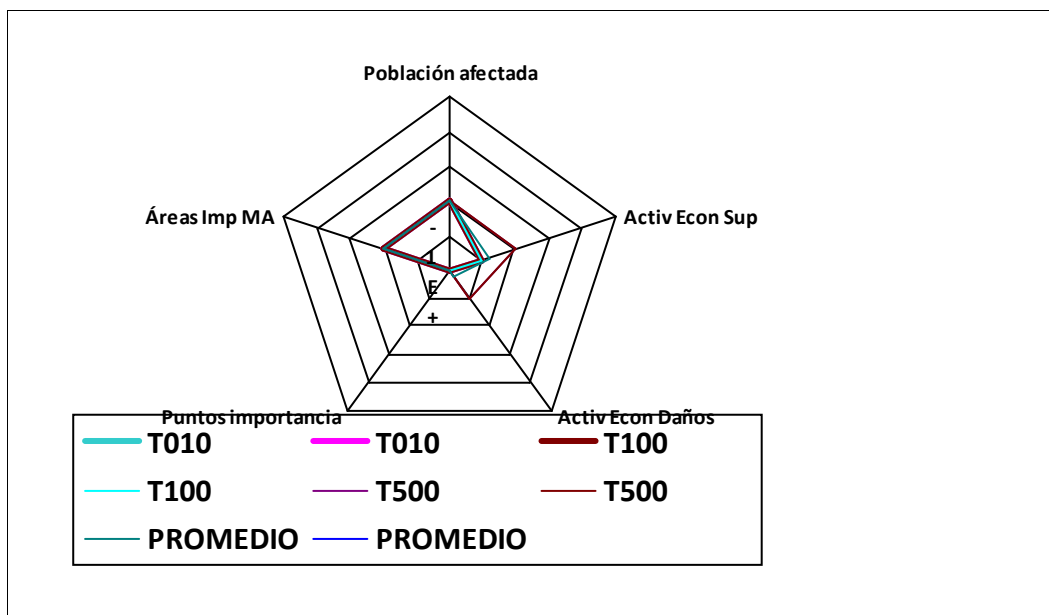 Población afectada
Áreas Imp MA
Activ Econ Sup
-
1
E
+
Puntos importancia
Activ Econ Daños
T010
T010
T100
T100
T500
T500
PROMEDIO
PROMEDIO